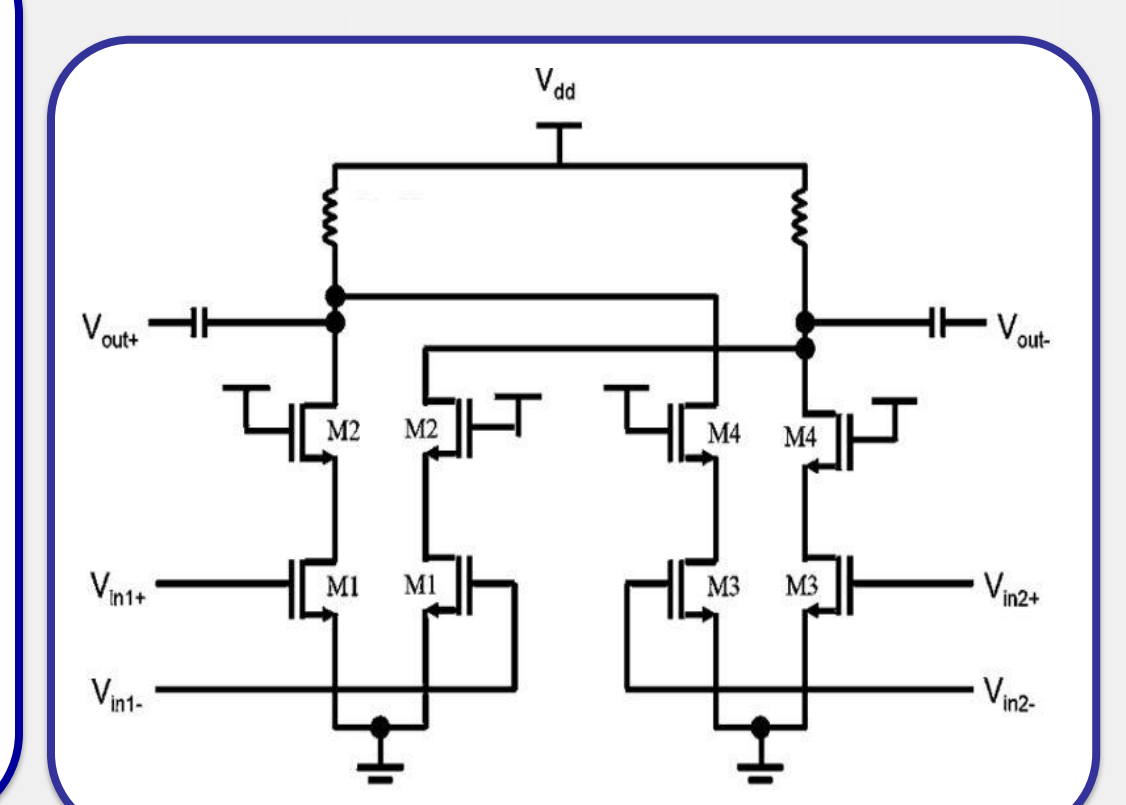 Vdd
Vout+
Vout-
M2
M2
M4
M4
Vin1+
M1
M1
M3
M3
Vin2+
Vin1-
Vin2-